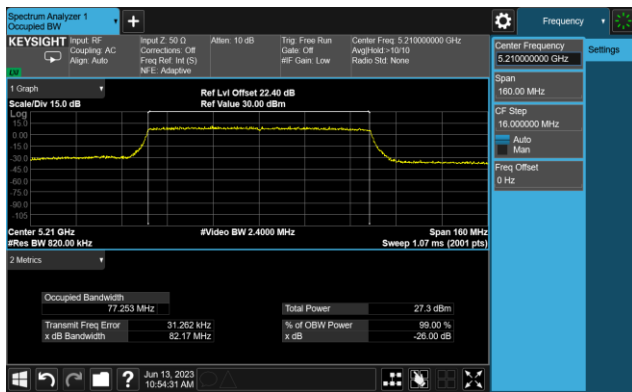 Spectrum Analyzer 1
Occupied BW
Frequency
KEYSIGHT
Input: RF
Coupling: AC
Align: Auto
Input Z: 50 Ω
Corrections: Off
Freq Ref: Int (S)
NFE: Adaptive
Atten: 10 dB
Trig: Free Run
Gate: Off
#IF Gain: Low
Center Freq: 5.210000000 GHz
Avg|Hold:>10/10
Radio Std: None
Center Frequency
5.210000000 GHz
Settings
Span
160.00 MHz
CF Step
16.000000 MHz
Auto
Man
Freq Offset
0 Hz
1 Graph
Scale/Div 15.0 dB
Ref Lvl Offset 22.40 dB
Ref Value 30.00 dBm
Log
15.0
0.00
-15.0
-30.0
-45.0
-60.0
-75.0
-90.0
-105
Center 5.21 GHz
#Res BW 820.00 kHz
#Video BW 2.4000 MHz
Span 160 MHz
Sweep 1.07 ms (2001 pts)
2 Metrics
Occupied Bandwidth
77.253 MHz
Total Power 27.3 dBm
Transmit Freq Error 31.262 kHz
% of OBW Power 99.00 %
x dB Bandwidth 82.17 MHz
x dB -26.00 dB
?
Jun 13, 2023
10:54:31 AM